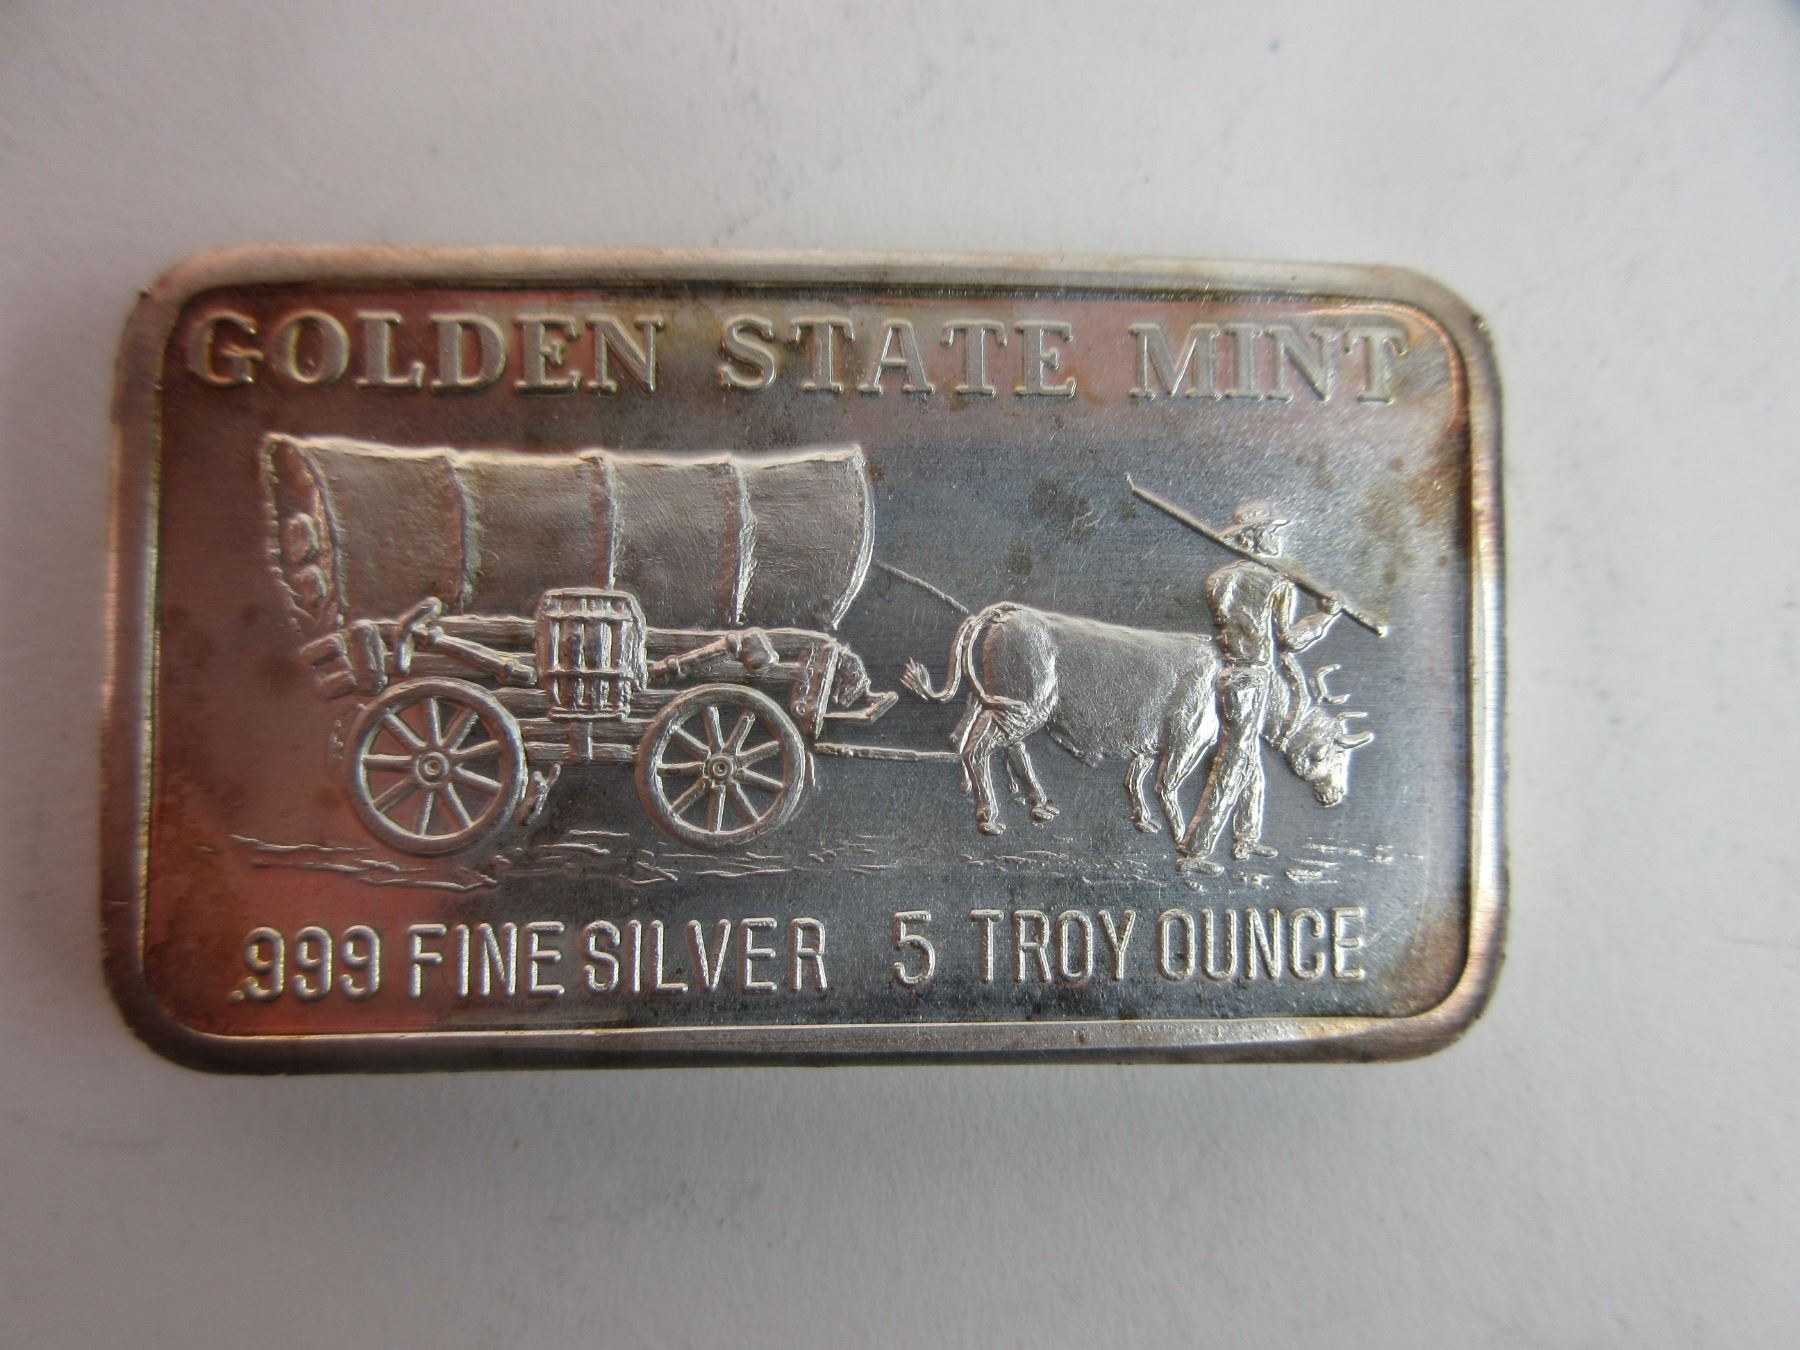 GOLDEN STATE MINT
.999 FINE SILVER 5 TROY OUNCE